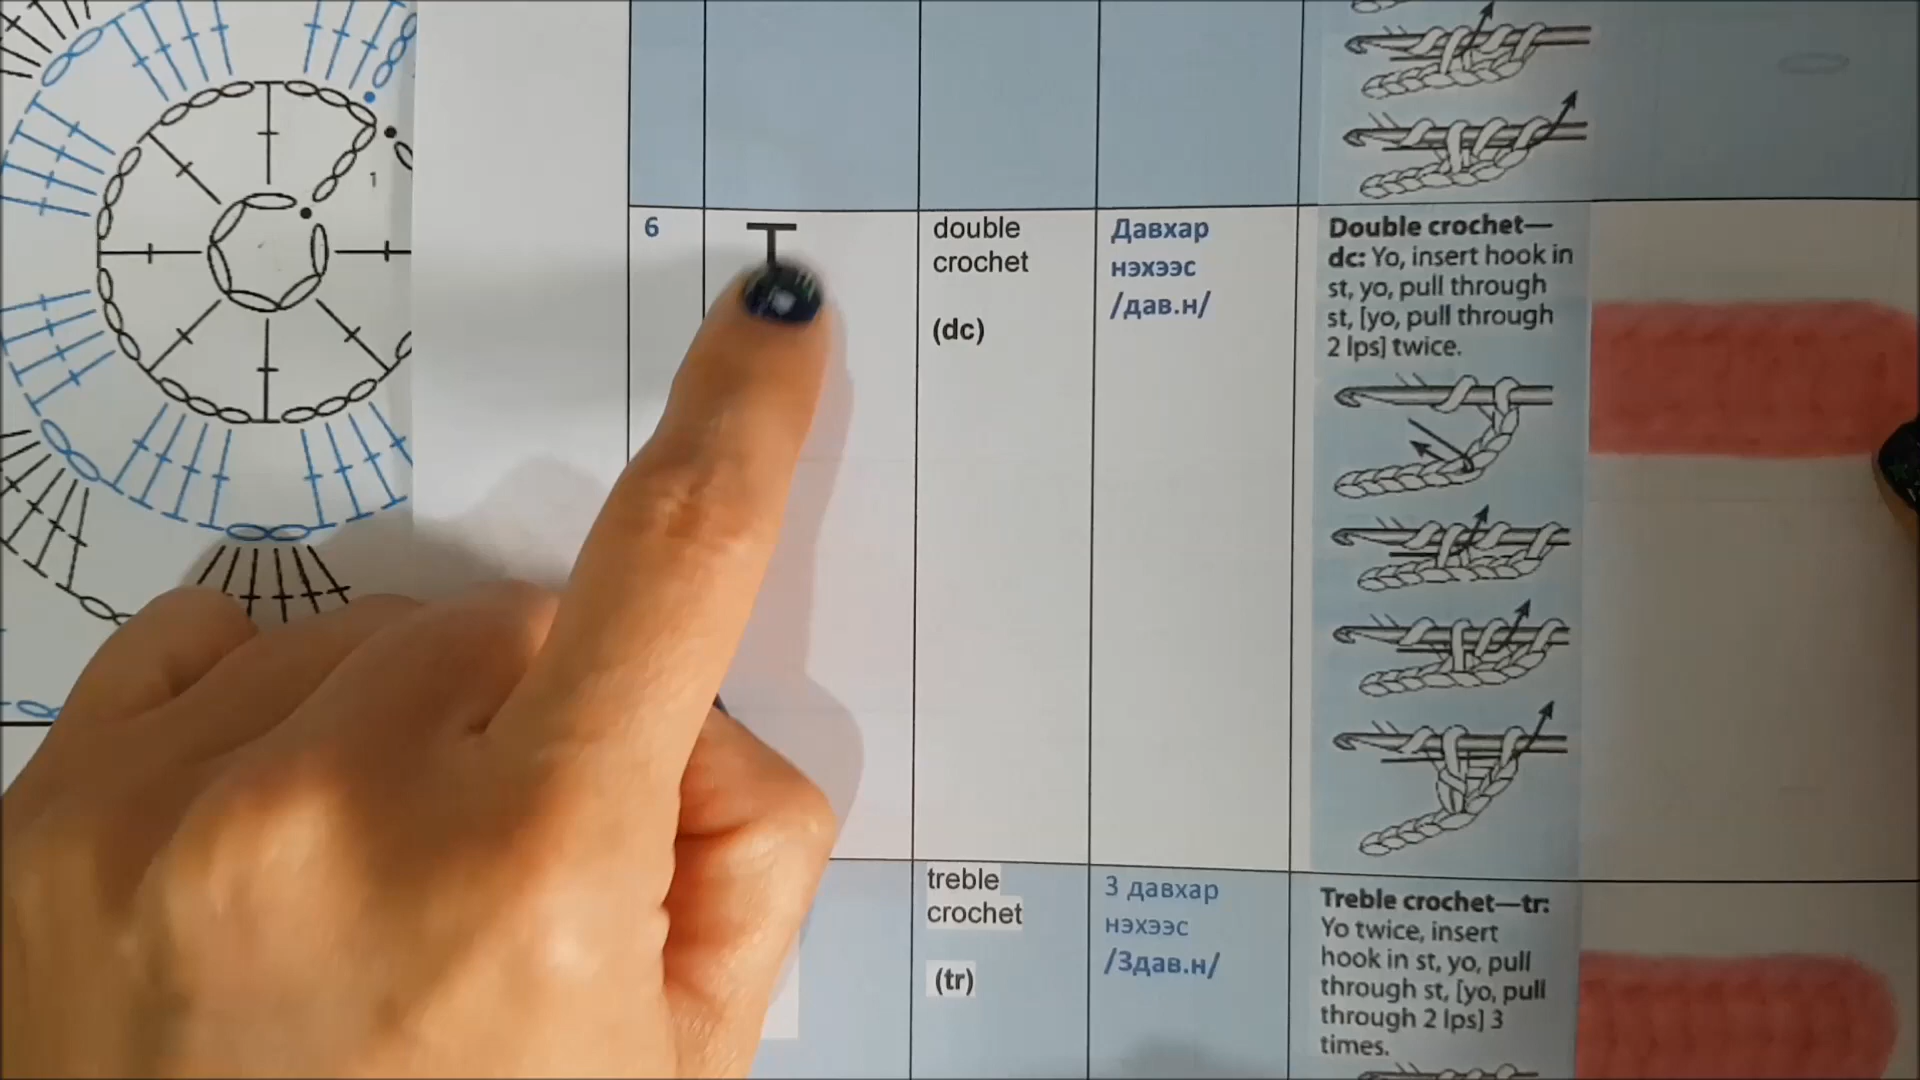 1
6
double
crochet
(dc)
Давхар
нэхээс
/дав.н/
Double crochet—
dc: Yo, insert hook in
st, yo, pull through
st, [yo, pull through
2 lps] twice.
treble
crochet
(tr)
3 давхар
нэхээс
/3дав.н/
Treble crochet—tr:
Yo twice, insert
hook in st, yo, pull
through st, [yo, pull
through 2 lps] 3
times.